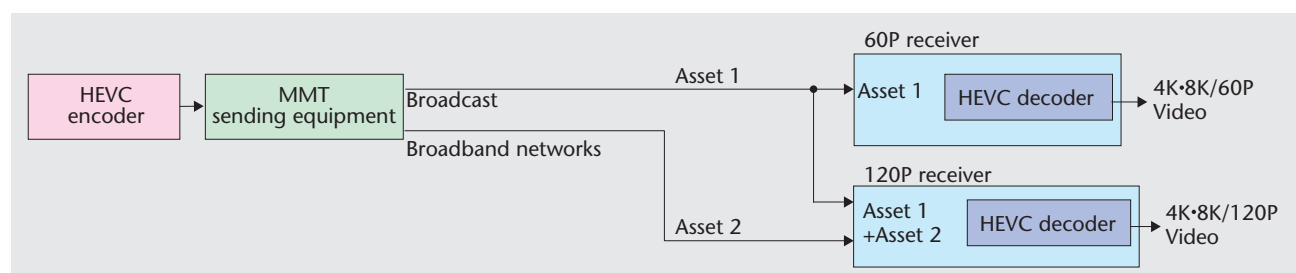 HEVC
encoder
MMT
sending equipment
Broadcast
Broadband networks
Asset 1
Asset 2
60P receiver
Asset 1
HEVC decoder
4K•8K/60P
Video
120P receiver
Asset 1
+Asset 2
HEVC decoder
4K•8K/120P
Video